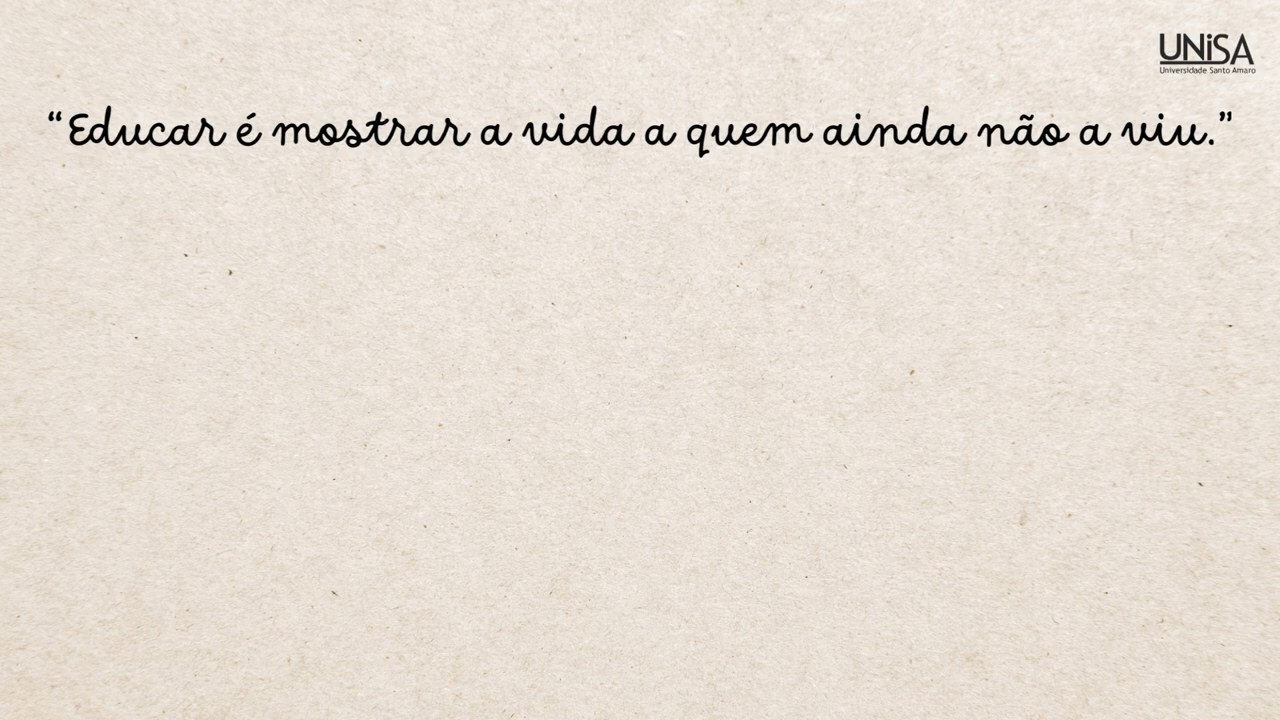 UNiSA
Universidade Santo Amaro
“Educar é mostrar a vida a quem ainda não a viu.”